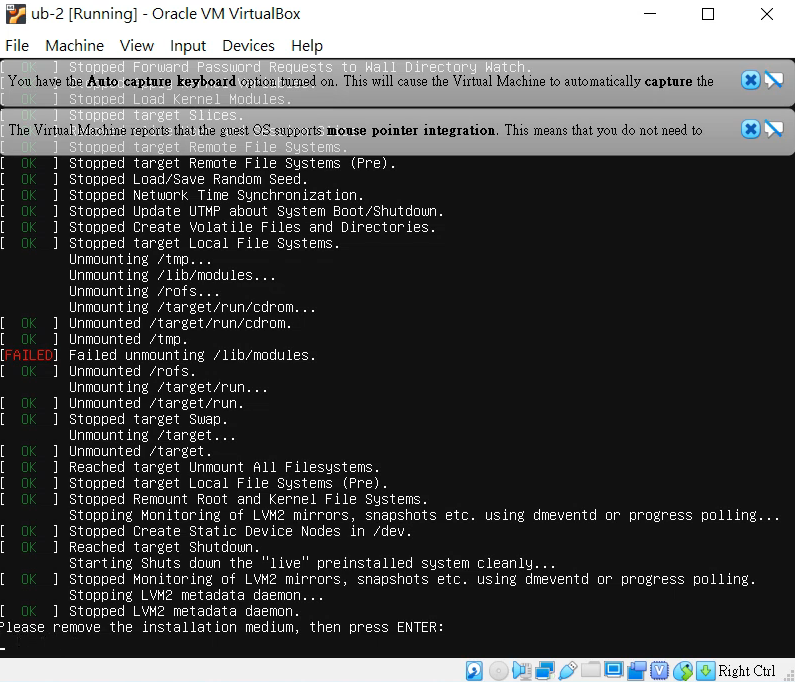 ub-2 [Running] - Oracle VM VirtualBox
File Machine View Input Devices Help
[ OK ] Stopped Forward Password Requests to Wall Directory Watch.
You have the Auto capture keyboard option turned on. This will cause the Virtual Machine to automatically capture the
[ OK ] Stopped Load Kernel Modules.
[ OK ] Stopped target Slices.
The Virtual Machine reports that the guest OS supports mouse pointer integration. This means that you do not need to
[ OK ] Stopped target Remote File Systems.
[ OK ] Stopped target Remote File Systems (Pre).
[ OK ] Stopped Load/Save Random Seed.
[ OK ] Stopped Network Time Synchronization.
[ OK ] Stopped Update UTMP about System Boot/Shutdown.
[ OK ] Stopped Create Volatile Files and Directories.
[ OK ] Stopped target Local File Systems.
Unmounting /tmp...
Unmounting /lib/modules...
Unmounting /rofs...
Unmounting /target/run/cdrom...
[ OK ] Unmounted /target/run/cdrom.
[ OK ] Unmounted /tmp.
[FAILED] Failed unmounting /lib/modules.
[ OK ] Unmounted /rofs.
Unmounting /target/run...
[ OK ] Unmounted /target/run.
[ OK ] Stopped target Swap.
Unmounting /target...
[ OK ] Unmounted /target.
[ OK ] Reached target Unmount All Filesystems.
[ OK ] Stopped target Local File Systems (Pre).
[ OK ] Stopped Remount Root and Kernel File Systems.
Stopping Monitoring of LVM2 mirrors, snapshots etc. using dmeventd or progress polling...
[ OK ] Stopped Create Static Device Nodes in /dev.
[ OK ] Reached target Shutdown.
Starting Shuts down the "live" preinstalled system cleanly...
[ OK ] Stopped Monitoring of LVM2 mirrors, snapshots etc. using dmeventd or progress polling.
Stopping LVM2 metadata daemon...
[ OK ] Stopped LVM2 metadata daemon.
Please remove the installation medium, then press ENTER:
Right Ctrl